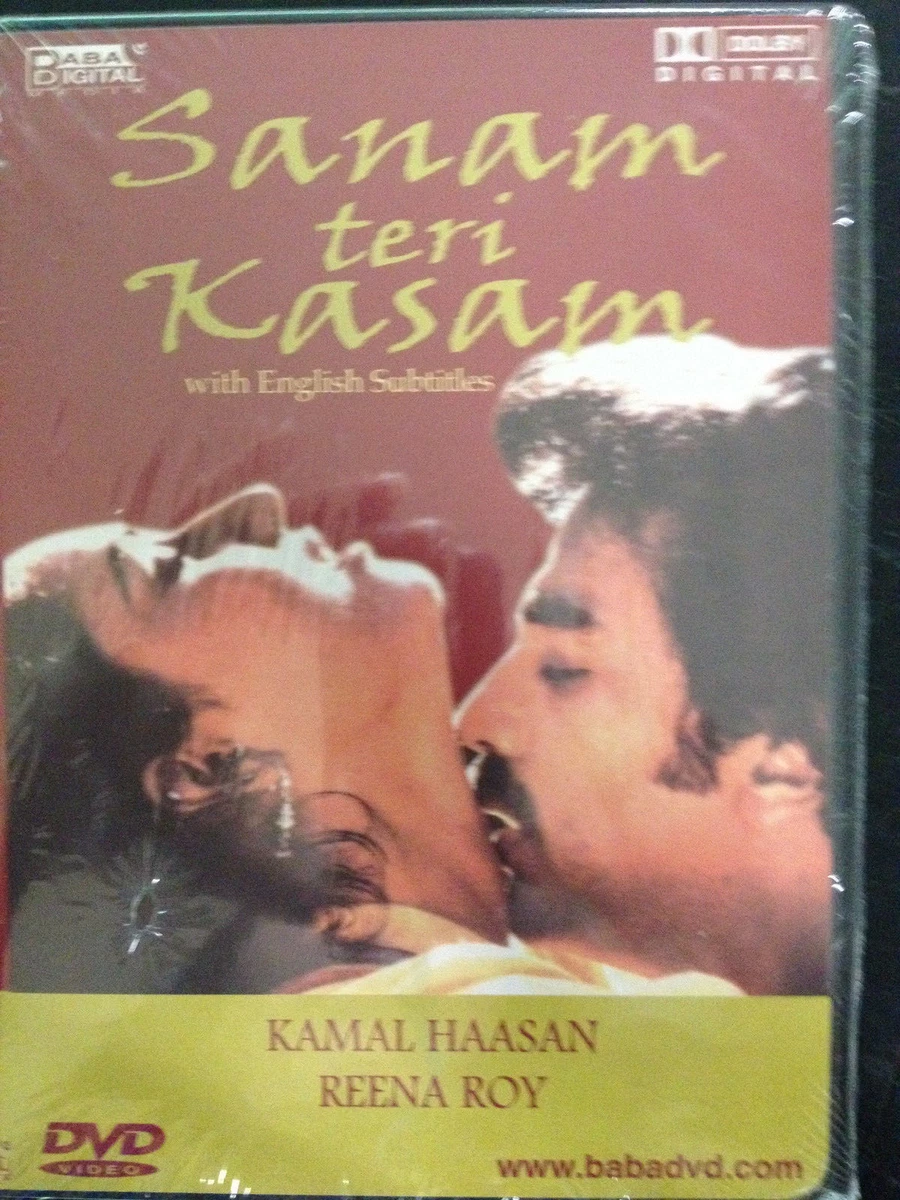 BABA
DIGITAL
DOLBY
DIGITAL
Sanam
teri
Kasam
with English Subtitles
KAMAL HAASAN
REENA ROY
DVD
VIDEO
www.babadvd.com